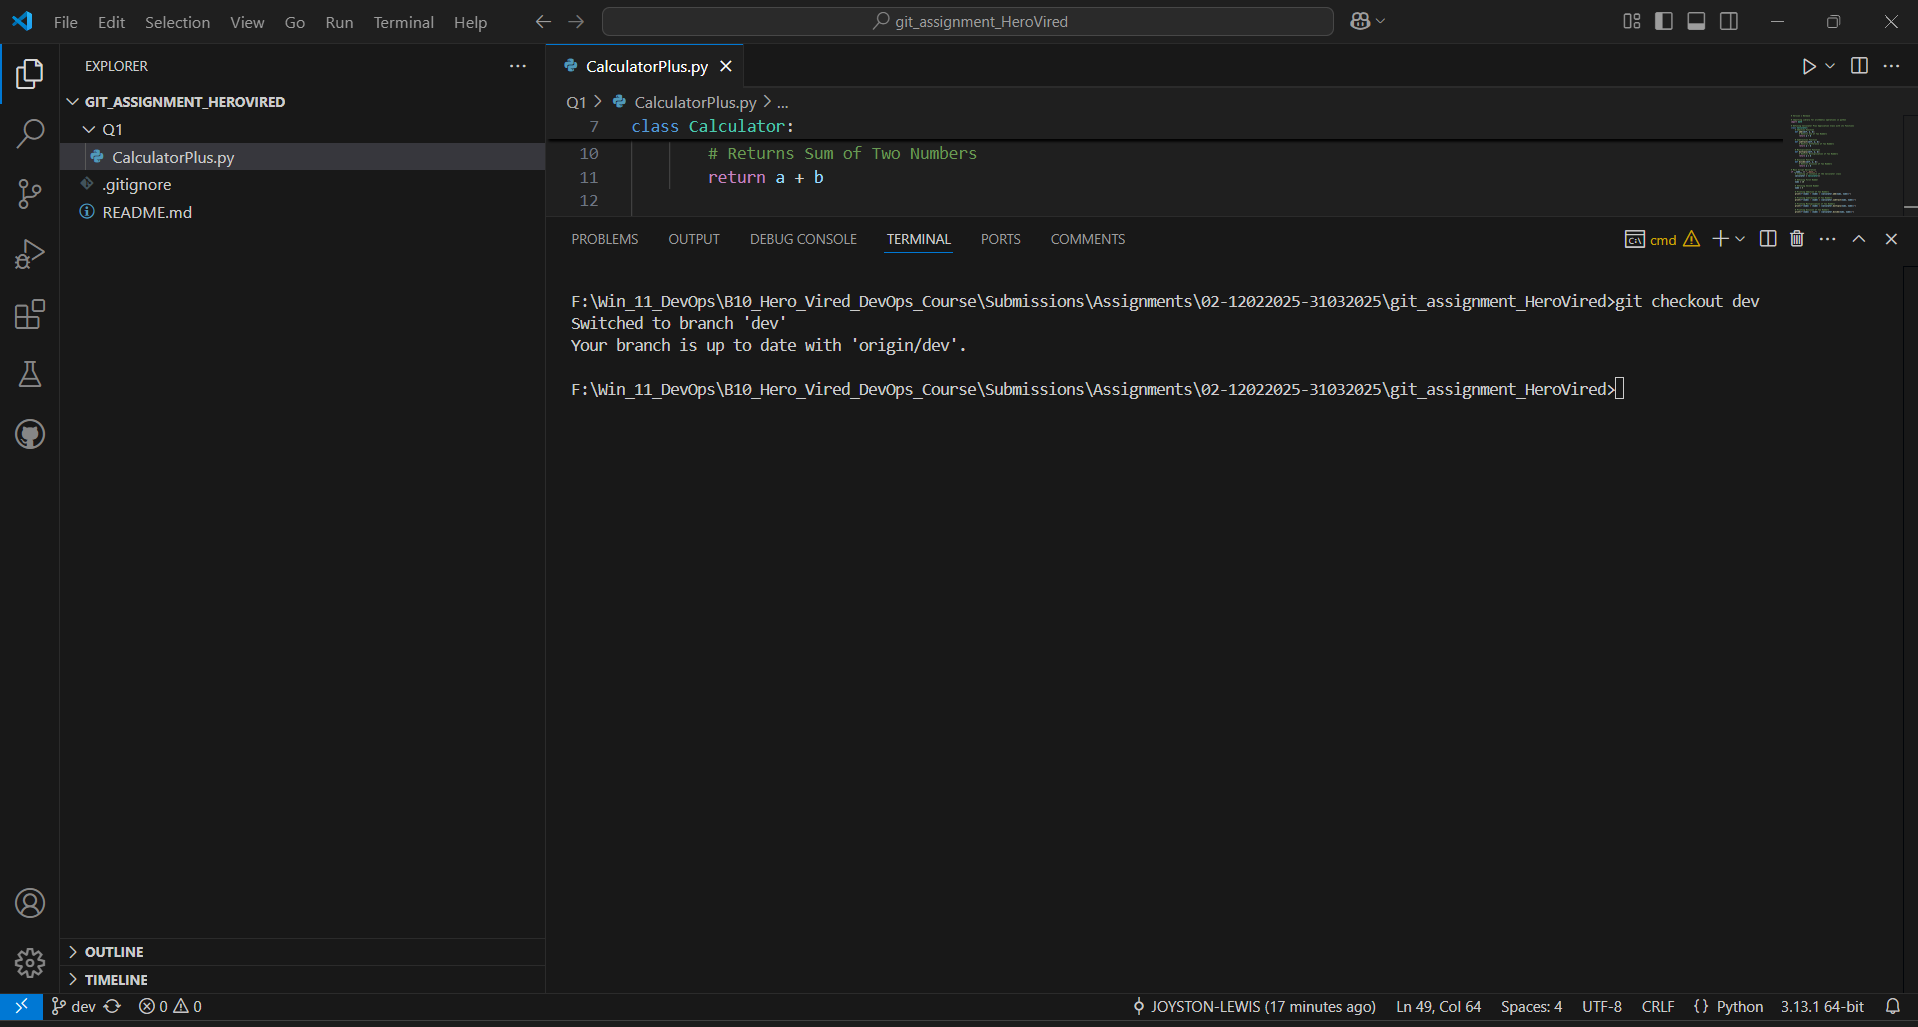 File Edit Selection View Go Run Terminal Help
git_assignment_HeroVired
EXPLORER
GIT_ASSIGNMENT_HEROVIRED
Q1
CalculatorPlus.py
.gitignore
README.md
OUTLINE
TIMELINE
CalculatorPlus.py
Q1 > CalculatorPlus.py > ...
7 class Calculator:
10 # Returns Sum of Two Numbers
11 return a + b
12
PROBLEMS OUTPUT DEBUG CONSOLE TERMINAL PORTS COMMENTS
cmd
F:\Win_11_DevOps\B10_Hero_Vired_DevOps_Course\Submissions\Assignments\02-12022025-31032025\git_assignment_HeroVired>git checkout dev
Switched to branch 'dev'
Your branch is up to date with 'origin/dev'.
F:\Win_11_DevOps\B10_Hero_Vired_DevOps_Course\Submissions\Assignments\02-12022025-31032025\git_assignment_HeroVired>
dev 0 0 JOYSTON-LEWIS (17 minutes ago) Ln 49, Col 64 Spaces: 4 UTF-8 CRLF {} Python 3.13.1 64-bit